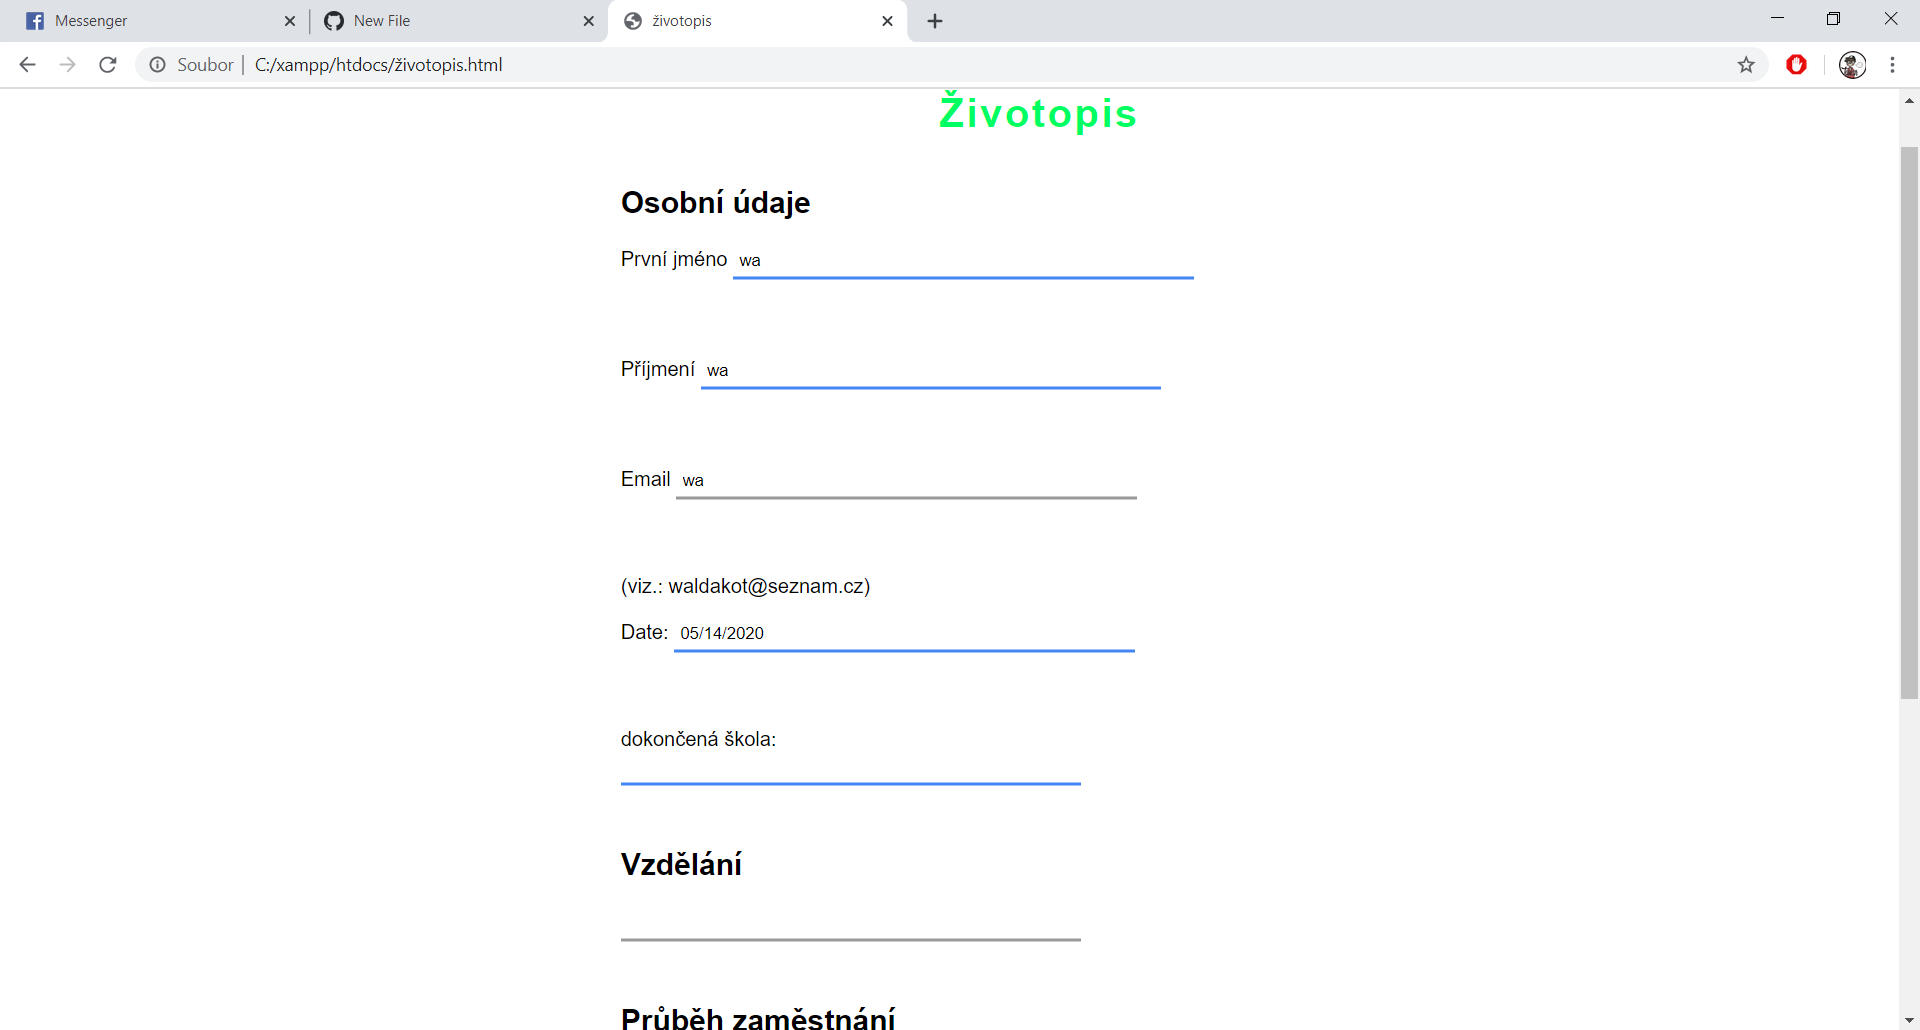 Messenger
New File
životopis
Soubor
C:/xampp/htdocs/životopis.html
Životopis
Osobní údaje
První jméno wa
Příjmení wa
Email wa
(viz.: waldakot@seznam.cz)
Date: 05/14/2020
dokončená škola:
Vzdělání
Průběh zaměstnání